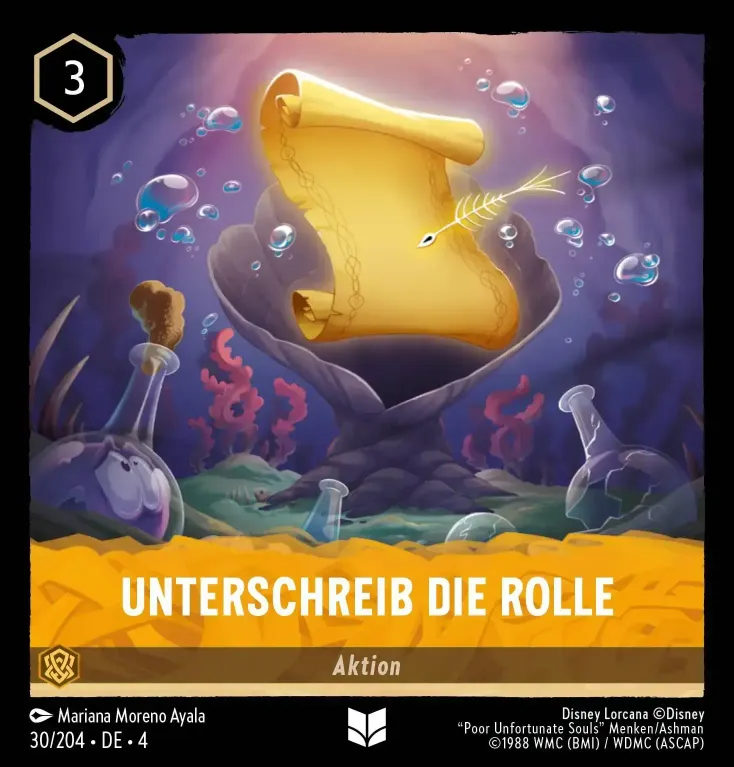 3
UNTERSCHREIB DIE ROLLE
Aktion
Mariana Moreno Ayala
30/204 • DE • 4
Disney Lorcana ©Disney
“Poor Unfortunate Souls” Menken/Ashman
©1988 WMC (BMI) / WDMC (ASCAP)